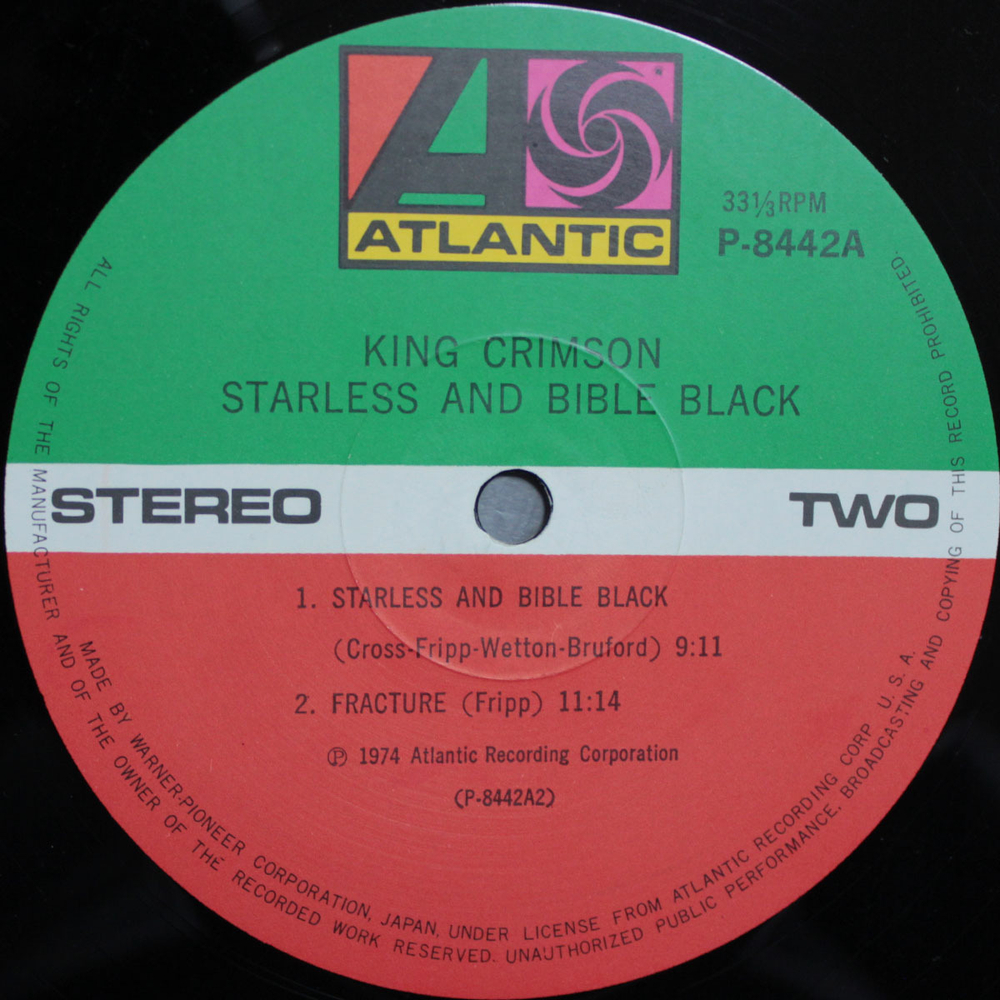 ATLANTIC
33⅓RPM
P-8442A
KING CRIMSON
STARLESS AND BIBLE BLACK
STEREO
TWO
1. STARLESS AND BIBLE BLACK
(Cross-Fripp-Wetton-Bruford) 9:11
2. FRACTURE (Fripp) 11:14
℗ 1974 Atlantic Recording Corporation
(P-8442A2)
MADE BY WARNER-PIONEER CORPORATION, JAPAN, UNDER LICENSE FROM ATLANTIC RECORDING CORP. U. S. A.
ALL RIGHTS OF THE MANUFACTURER AND OF THE OWNER OF THE RECORDED WORK RESERVED. UNAUTHORIZED PUBLIC PERFORMANCE, BROADCASTING AND COPYING OF THIS RECORD PROHIBITED.